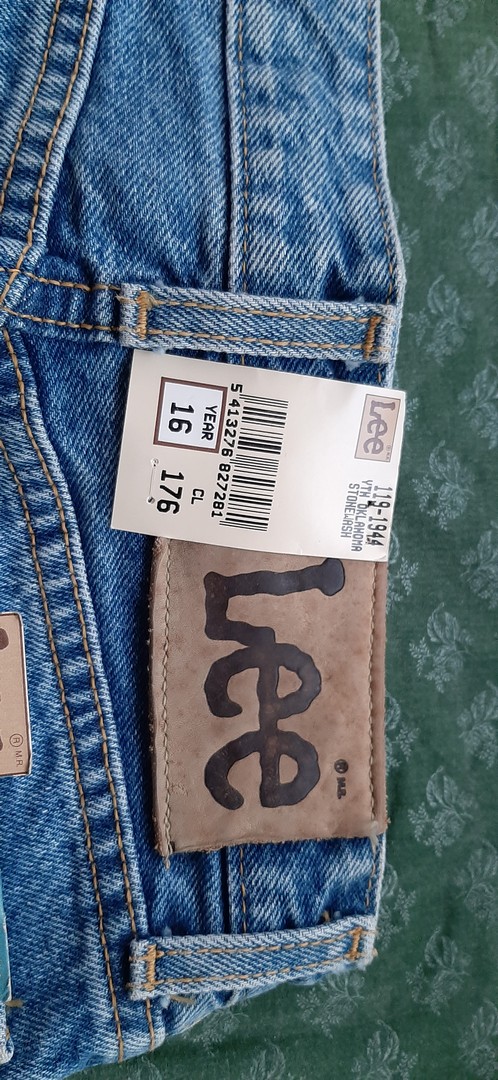 Lee
119-1944
YTH OKLAHOMA
STONEWASH
5 413276 827281
YEAR
16
CL
176
Lee
® M.R.
® M.R.